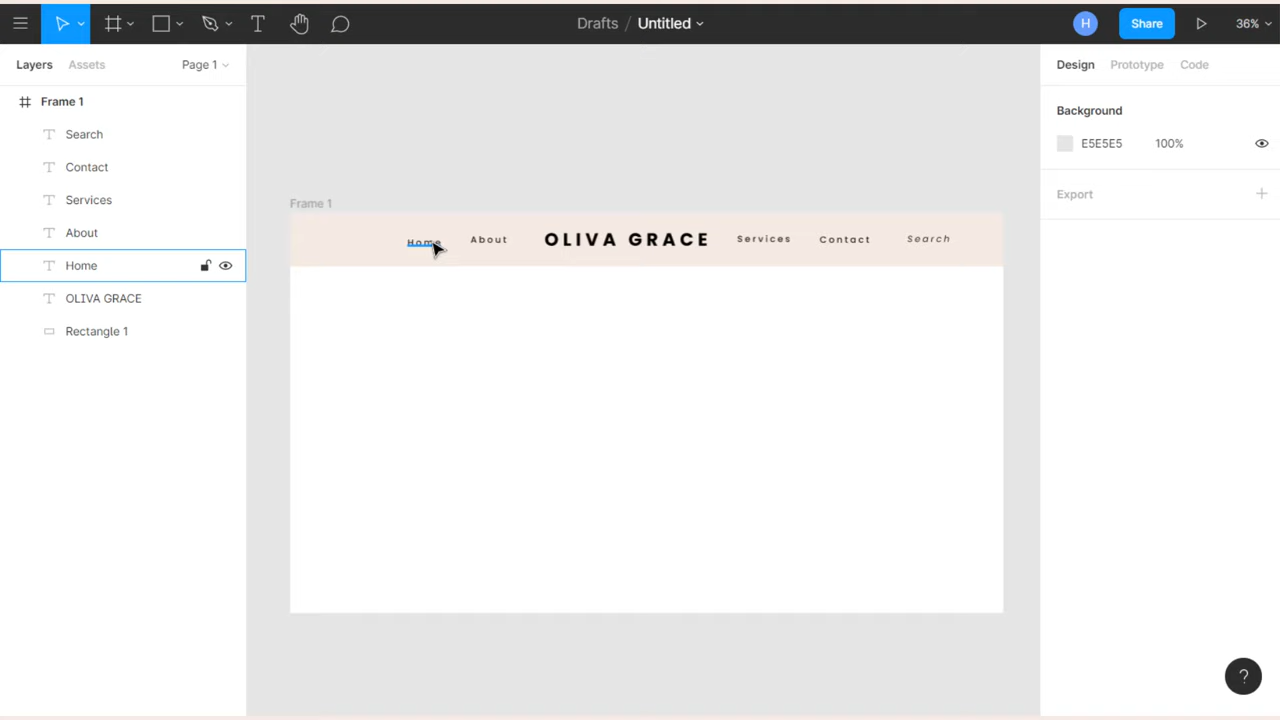 Drafts / Untitled
H
Share
36%
Layers Assets Page 1
Design Prototype Code
Frame 1
Search
Contact
Services
About
Home
OLIVA GRACE
Rectangle 1
Frame 1
Home About OLIVA GRACE Services Contact Search
Background
E5E5E5 100%
Export
?